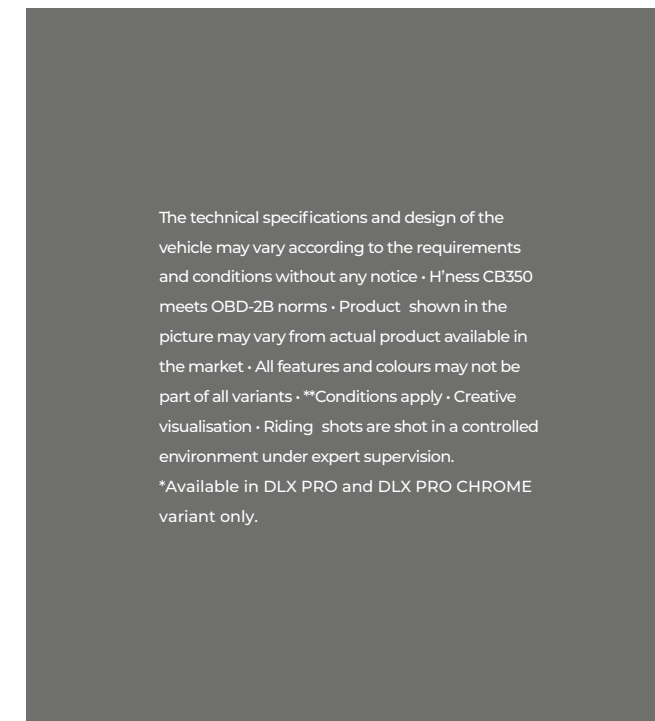 The technical specifications and design of the
vehicle may vary according to the requirements
and conditions without any notice • H'ness CB350
meets OBD-2B norms • Product shown in the
picture may vary from actual product available in
the market • All features and colours may not be
part of all variants • **Conditions apply • Creative
visualisation • Riding shots are shot in a controlled
environment under expert supervision.
*Available in DLX PRO and DLX PRO CHROME
variant only.